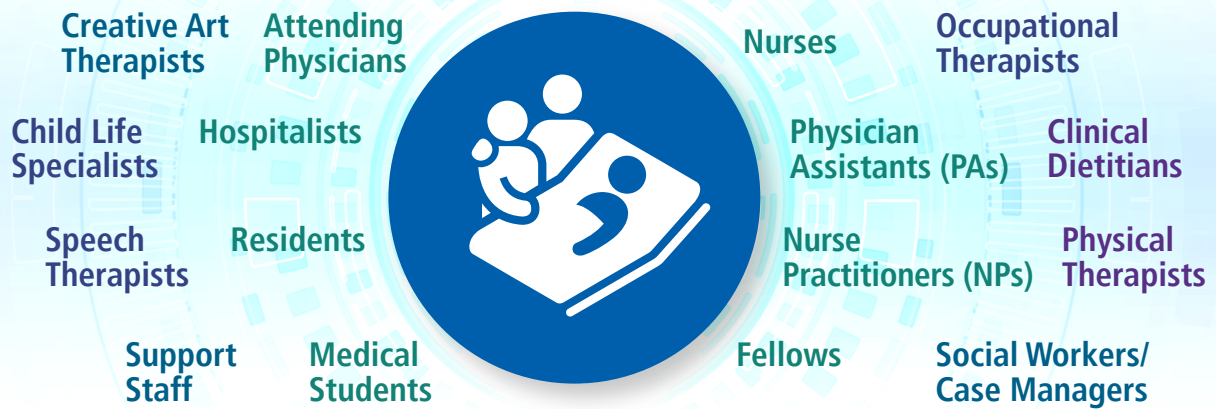 Creative Art
Therapists
Attending
Physicians
Nurses
Occupational
Therapists
Child Life
Specialists
Hospitalists
Physician
Assistants (PAs)
Clinical
Dietitians
Speech
Therapists
Residents
Nurse
Practitioners (NPs)
Physical
Therapists
Support
Staff
Medical
Students
Fellows
Social Workers/
Case Managers